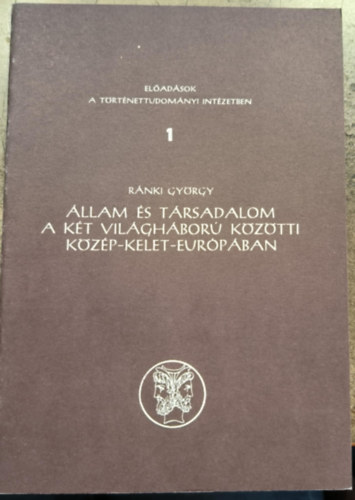 ELŐADÁSOK
A TÖRTÉNETTUDOMÁNYI INTÉZETBEN
1
RÁNKI GYÖRGY
ÁLLAM ÉS TÁRSADALOM
A KÉT VILÁGHÁBORÚ KÖZÖTTI
KÖZÉP-KELET-EURÓPÁBAN